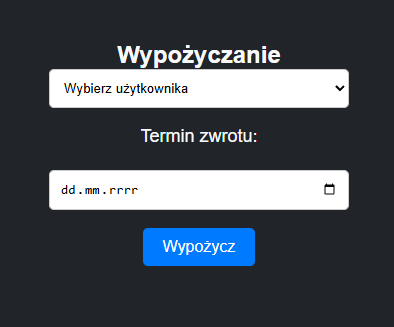 Wypożyczanie
Wybierz użytkownika
Termin zwrotu:
dd.mm.rrrr
Wypożycz